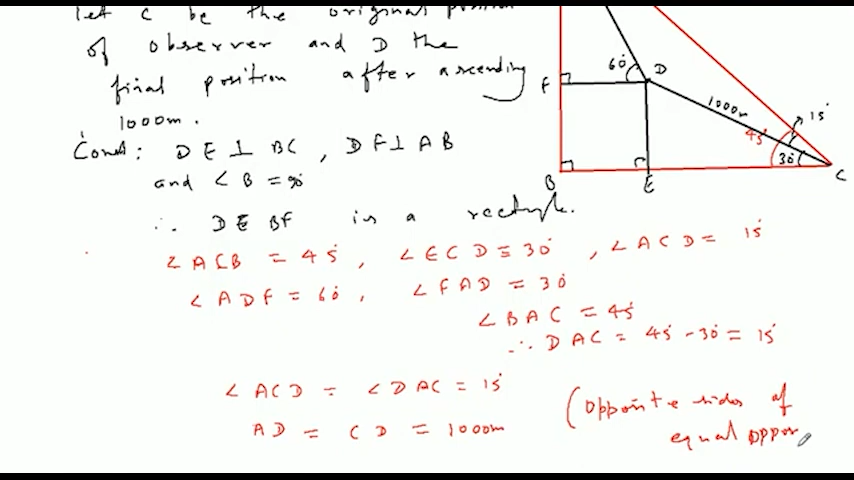 let C be the original position
of observer and D the
final position after ascending
1000m.
Const: DE ⊥ BC , DF ⊥ AB
and ∠B = 90°
∴ DEBF is a rectangle.
∠ACB = 45° , ∠ECD = 30° , ∠ACD = 15°
∠ADF = 60° , ∠FAD = 30°
∠BAC = 45°
∴ DAC = 45° - 30° = 15°
∠ACD = ∠DAC = 15°
AD = CD = 1000m
(opposite sides of
equal oppos
60°
D
F
1000m
15°
45°
30°
B
E
C